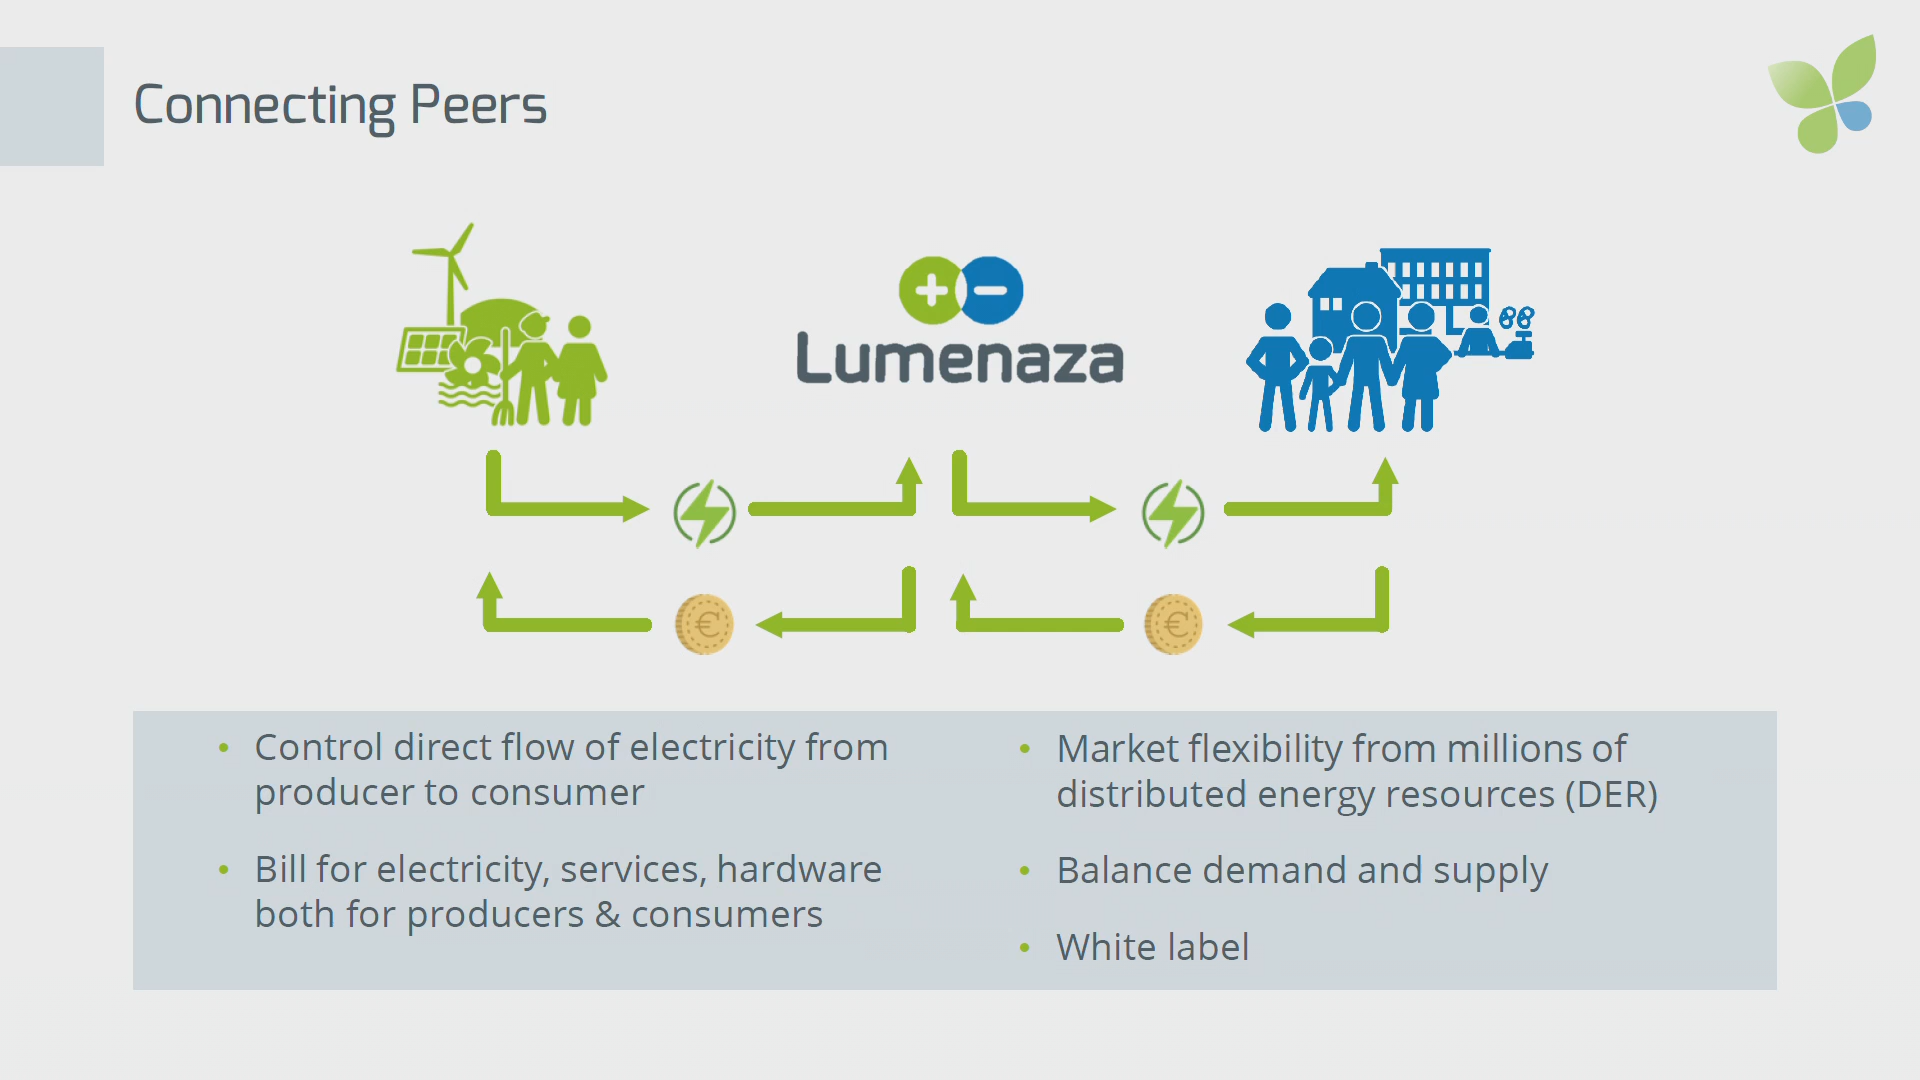 Connecting Peers
Lumenaza
€
€
• Control direct flow of electricity from
producer to consumer
• Bill for electricity, services, hardware
both for producers & consumers
• Market flexibility from millions of
distributed energy resources (DER)
• Balance demand and supply
• White label